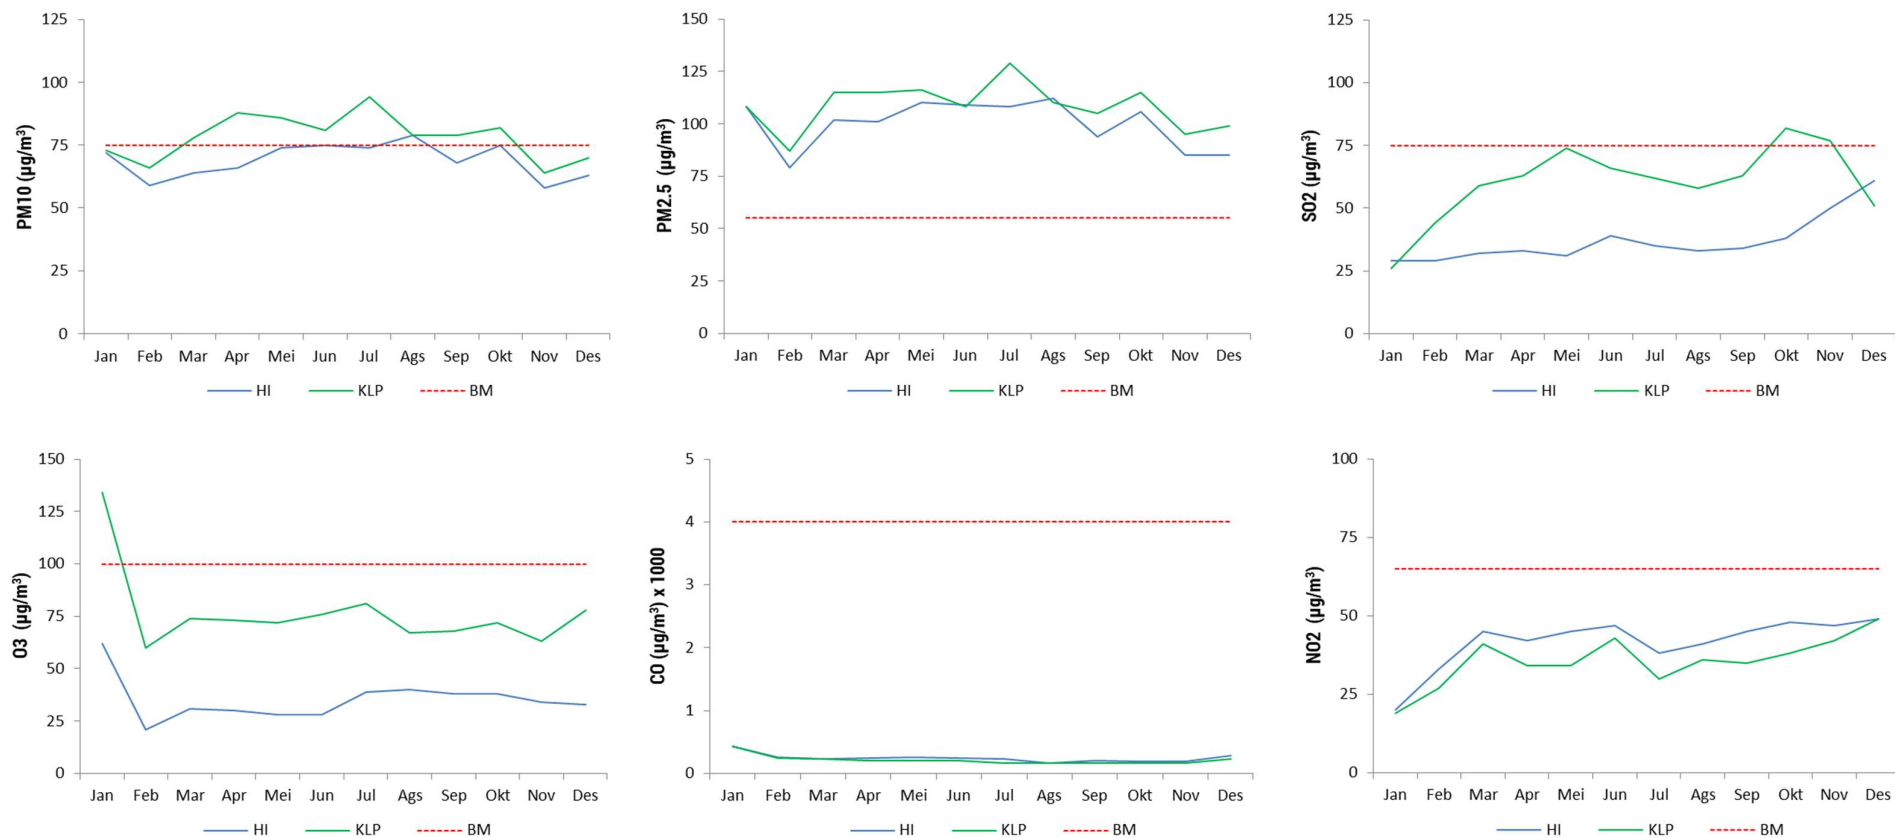 125
100
75
50
25
0
PM10 (µg/m³)
Jan Feb Mar Apr Mei Jun Jul Ags Sep Okt Nov Des
HI KLP BM
150
125
100
75
50
25
0
PM2.5 (µg/m³)
Jan Feb Mar Apr Mei Jun Jul Ags Sep Okt Nov Des
HI KLP BM
125
100
75
50
25
0
SO2 (µg/m³)
Jan Feb Mar Apr Mei Jun Jul Ags Sep Okt Nov Des
HI KLP BM
150
125
100
75
50
25
0
O3 (µg/m³)
Jan Feb Mar Apr Mei Jun Jul Ags Sep Okt Nov Des
HI KLP BM
5
4
3
2
1
0
CO (µg/m³) x 1000
Jan Feb Mar Apr Mei Jun Jul Ags Sep Okt Nov Des
HI KLP BM
100
75
50
25
0
NO2 (µg/m³)
Jan Feb Mar Apr Mei Jun Jul Ags Sep Okt Nov Des
HI KLP BM